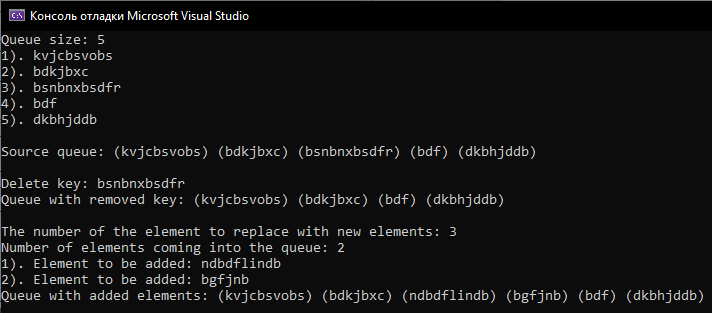 Консоль отладки Microsoft Visual Studio
Queue size: 5
1). kvjcbsvobs
2). bdkjbxc
3). bsnbnxbsdfr
4). bdf
5). dkbhjddb
Source queue: (kvjcbsvobs) (bdkjbxc) (bsnbnxbsdfr) (bdf) (dkbhjddb)
Delete key: bsnbnxbsdfr
Queue with removed key: (kvjcbsvobs) (bdkjbxc) (bdf) (dkbhjddb)
The number of the element to replace with new elements: 3
Number of elements coming into the queue: 2
1). Element to be added: ndbdflindb
2). Element to be added: bgfjnb
Queue with added elements: (kvjcbsvobs) (bdkjbxc) (ndbdflindb) (bgfjnb) (bdf) (dkbhjddb)